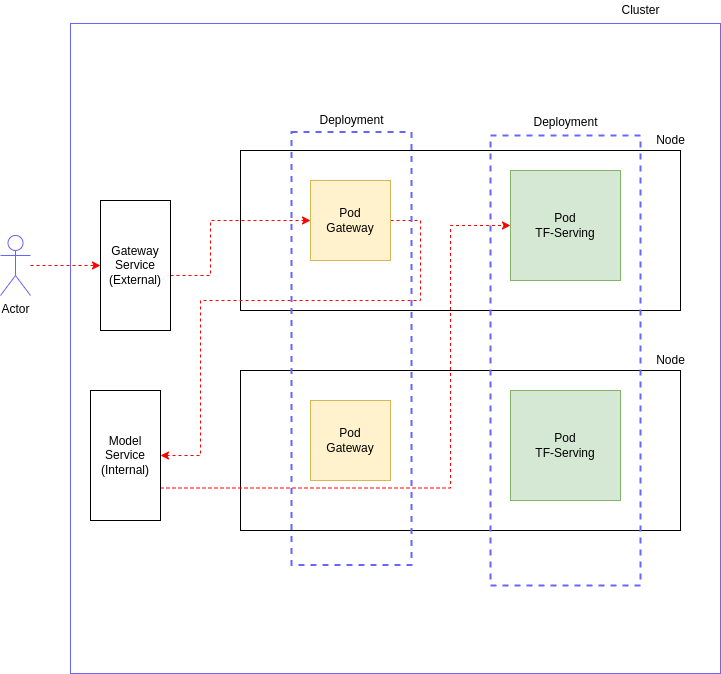 Cluster
Deployment
Deployment
Node
Pod
Gateway
Pod
TF-Serving
Gateway
Service
(External)
Actor
Node
Model
Service
(Internal)
Pod
Gateway
Pod
TF-Serving